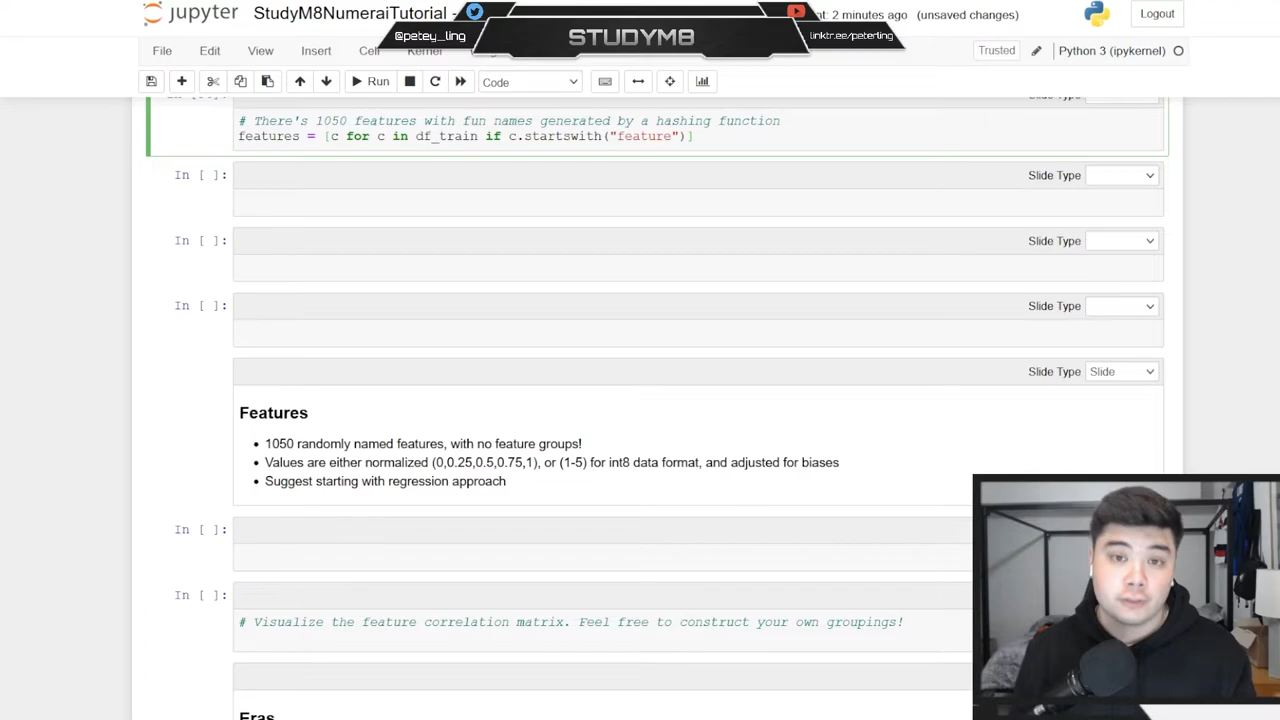 jupyter StudyM8NumeraiTutorial
: 2 minutes ago (unsaved changes)
Logout
@petey_ling
STUDYM8
linktr.ee/peterling
File Edit View Insert Cell Kernel
Trusted
Python 3 (ipykernel)
Run
Code
# There's 1050 features with fun names generated by a hashing function
features = [c for c in df_train if c.startswith("feature")]
In [ ]:
Slide Type
In [ ]:
Slide Type
In [ ]:
Slide Type
Slide Type Slide
Features
• 1050 randomly named features, with no feature groups!
• Values are either normalized (0,0.25,0.5,0.75,1), or (1-5) for int8 data format, and adjusted for biases
• Suggest starting with regression approach
In [ ]:
In [ ]:
# Visualize the feature correlation matrix. Feel free to construct your own groupings!
Eras